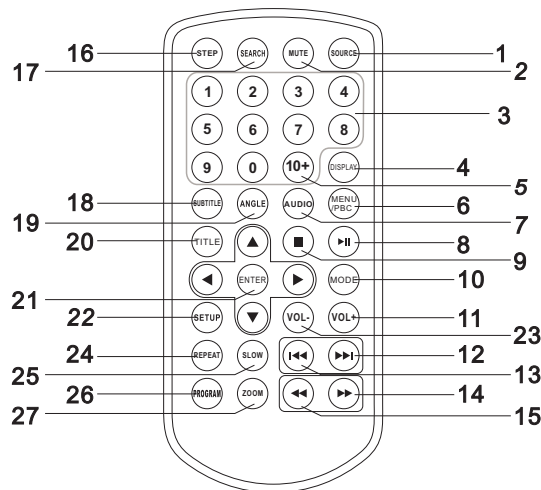 16 STEP SEARCH MUTE SOURCE 1
17 2
1 2 3 4
3
5 6 7 8
9 0 10+ DISPLAY 4
5
18 SUBTITLE ANGLE AUDIO MENU /PBC 6
19 7
20 TITLE 8
9
21 ENTER MODE 10
22 SETUP VOL- VOL+ 11
23
24 REPEAT SLOW 12
25 13
26 PROGRAM ZOOM 14
27 15